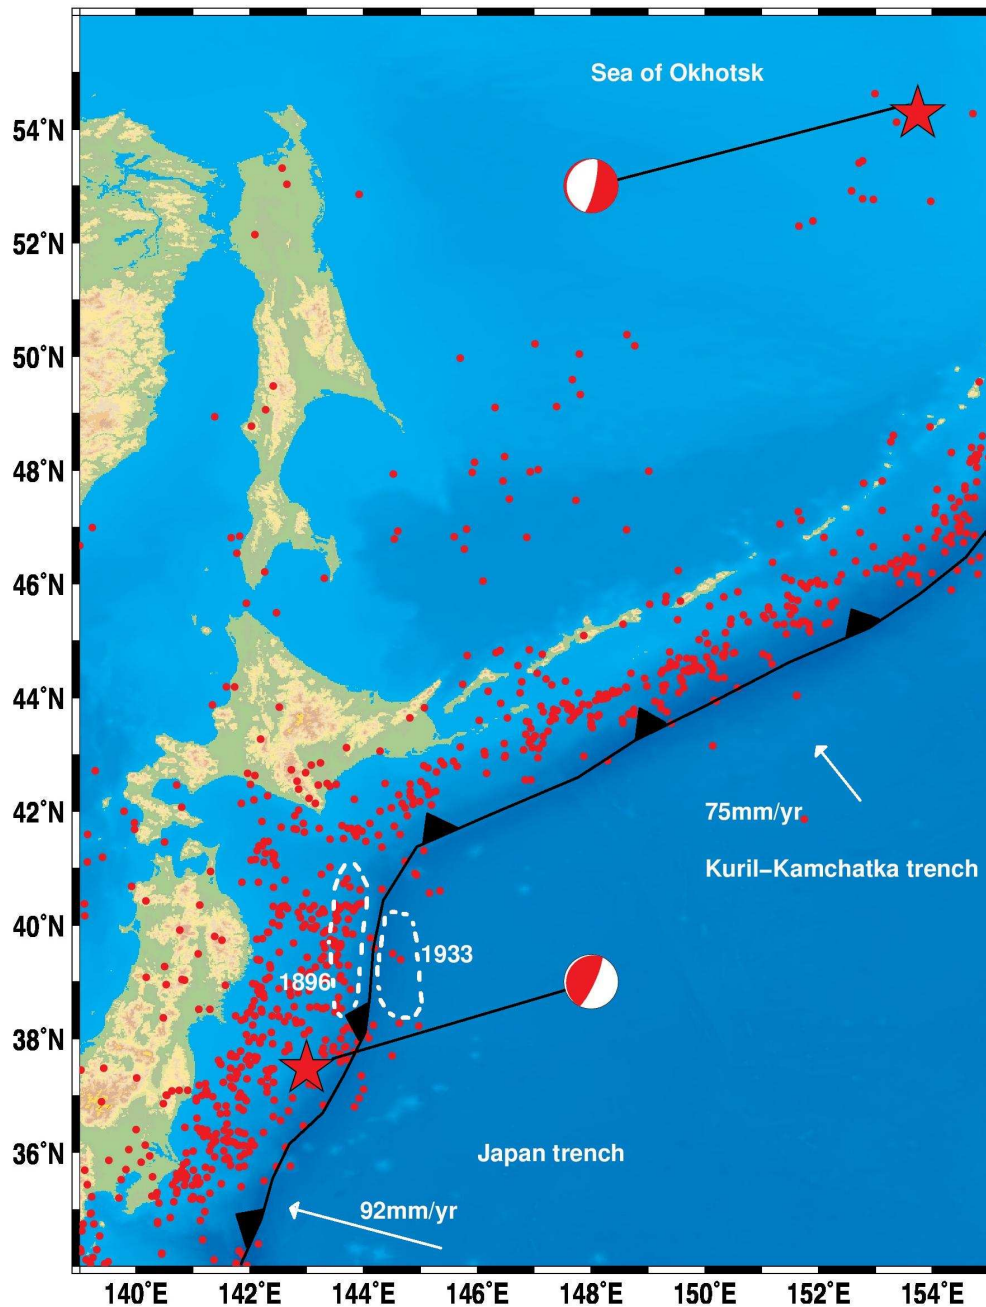 Sea of Okhotsk
54˚N
52˚N
50˚N
48˚N
46˚N
44˚N
42˚N
75mm/yr
Kuril−Kamchatka trench
40˚N
1933
1896
38˚N
36˚N
Japan trench
92mm/yr
140˚E 142˚E 144˚E 146˚E 148˚E 150˚E 152˚E 154˚E